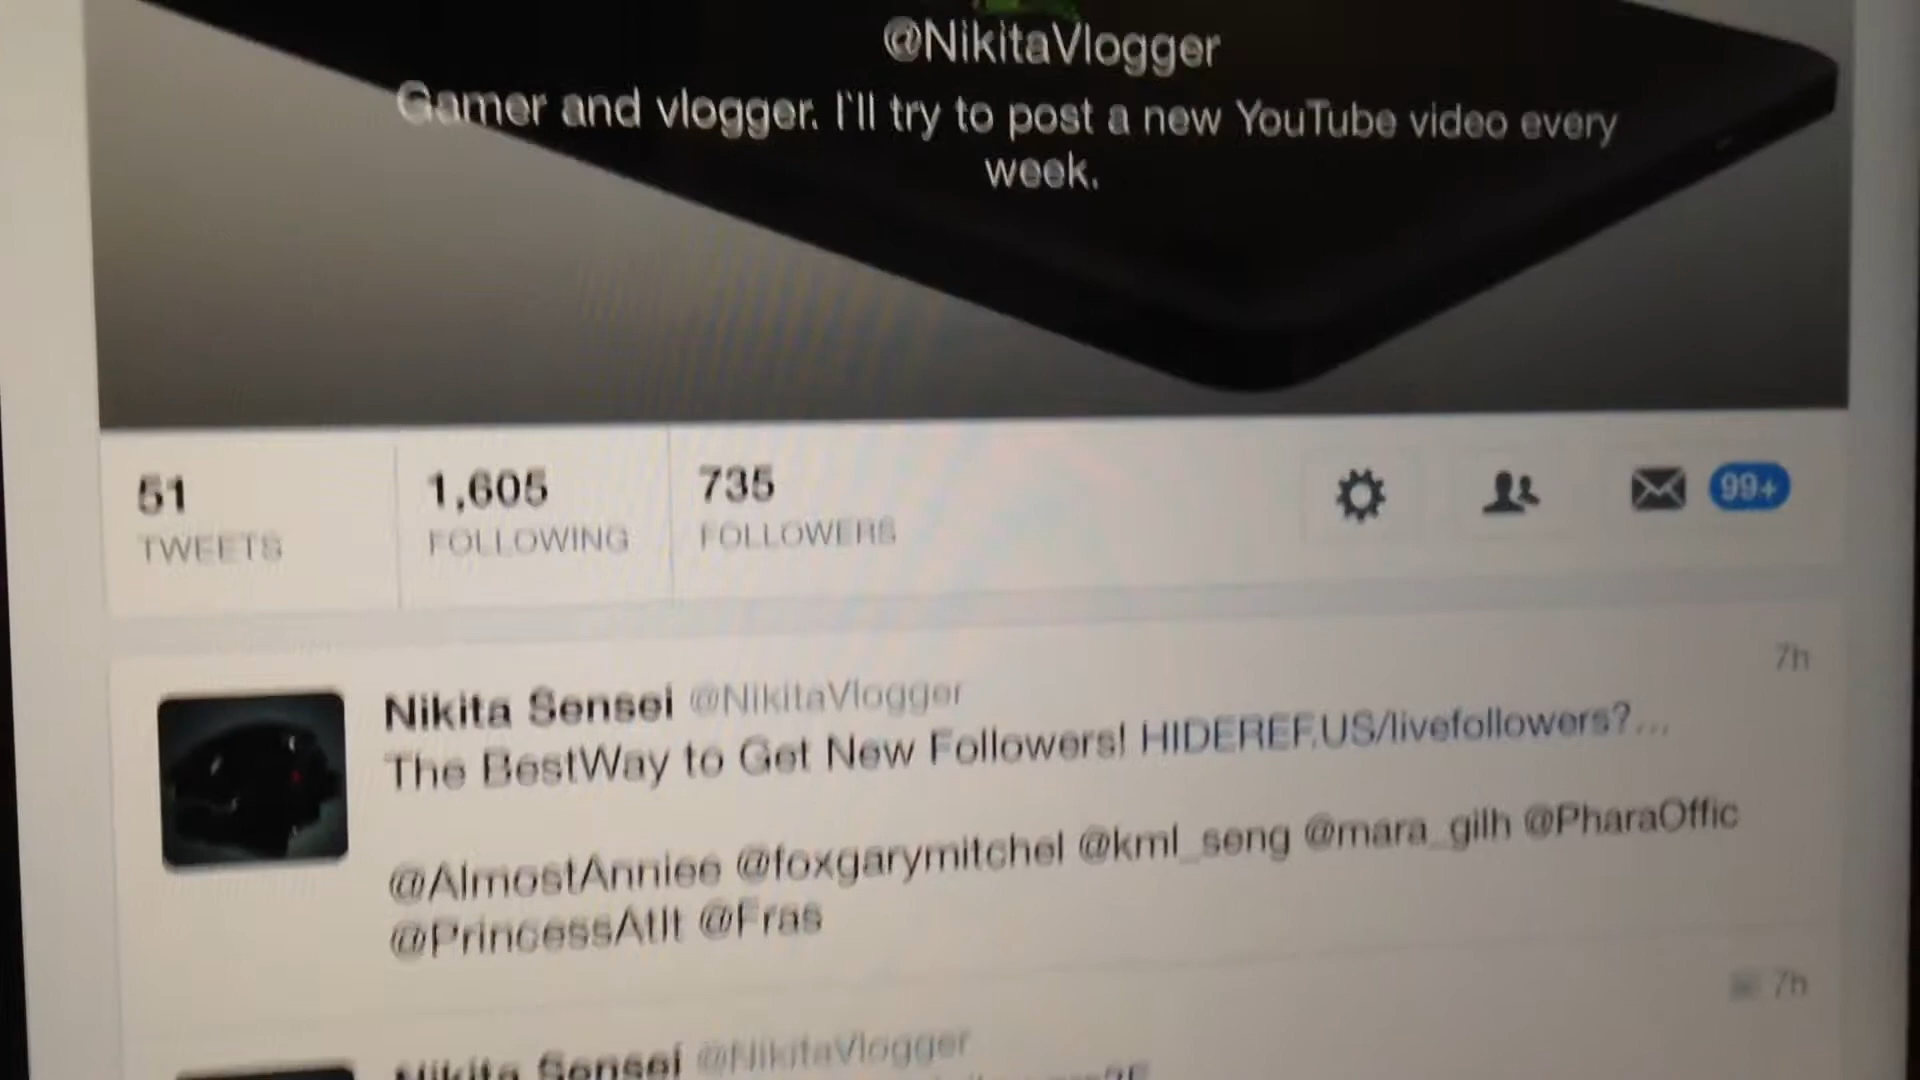 @NikitaVlogger
Gamer and vlogger. I'll try to post a new YouTube video every
week.
51
TWEETS
1,605
FOLLOWING
735
FOLLOWERS
99+
7h
Nikita Sensei @NikitaVlogger
The BestWay to Get New Followers! HIDEREF.US/livefollowers?...
@AlmostAnniee @foxgarymitchel @kml_seng @mara_gilh @PharaOffic
@PrincessAtlt @Fras
7h
Nikita Sensei @NikitaVlogger